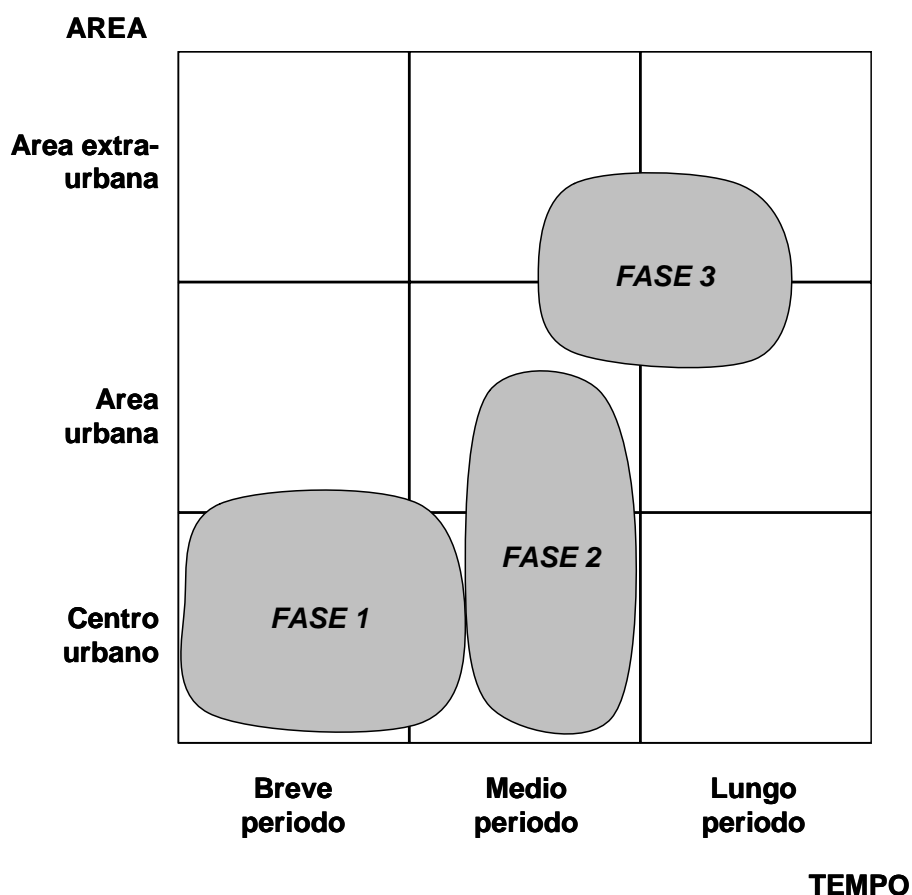 AREA
Area extra-
urbana
FASE 3
Area
urbana
FASE 2
Centro
urbano
FASE 1
Breve
periodo
Medio
periodo
Lungo
periodo
TEMPO